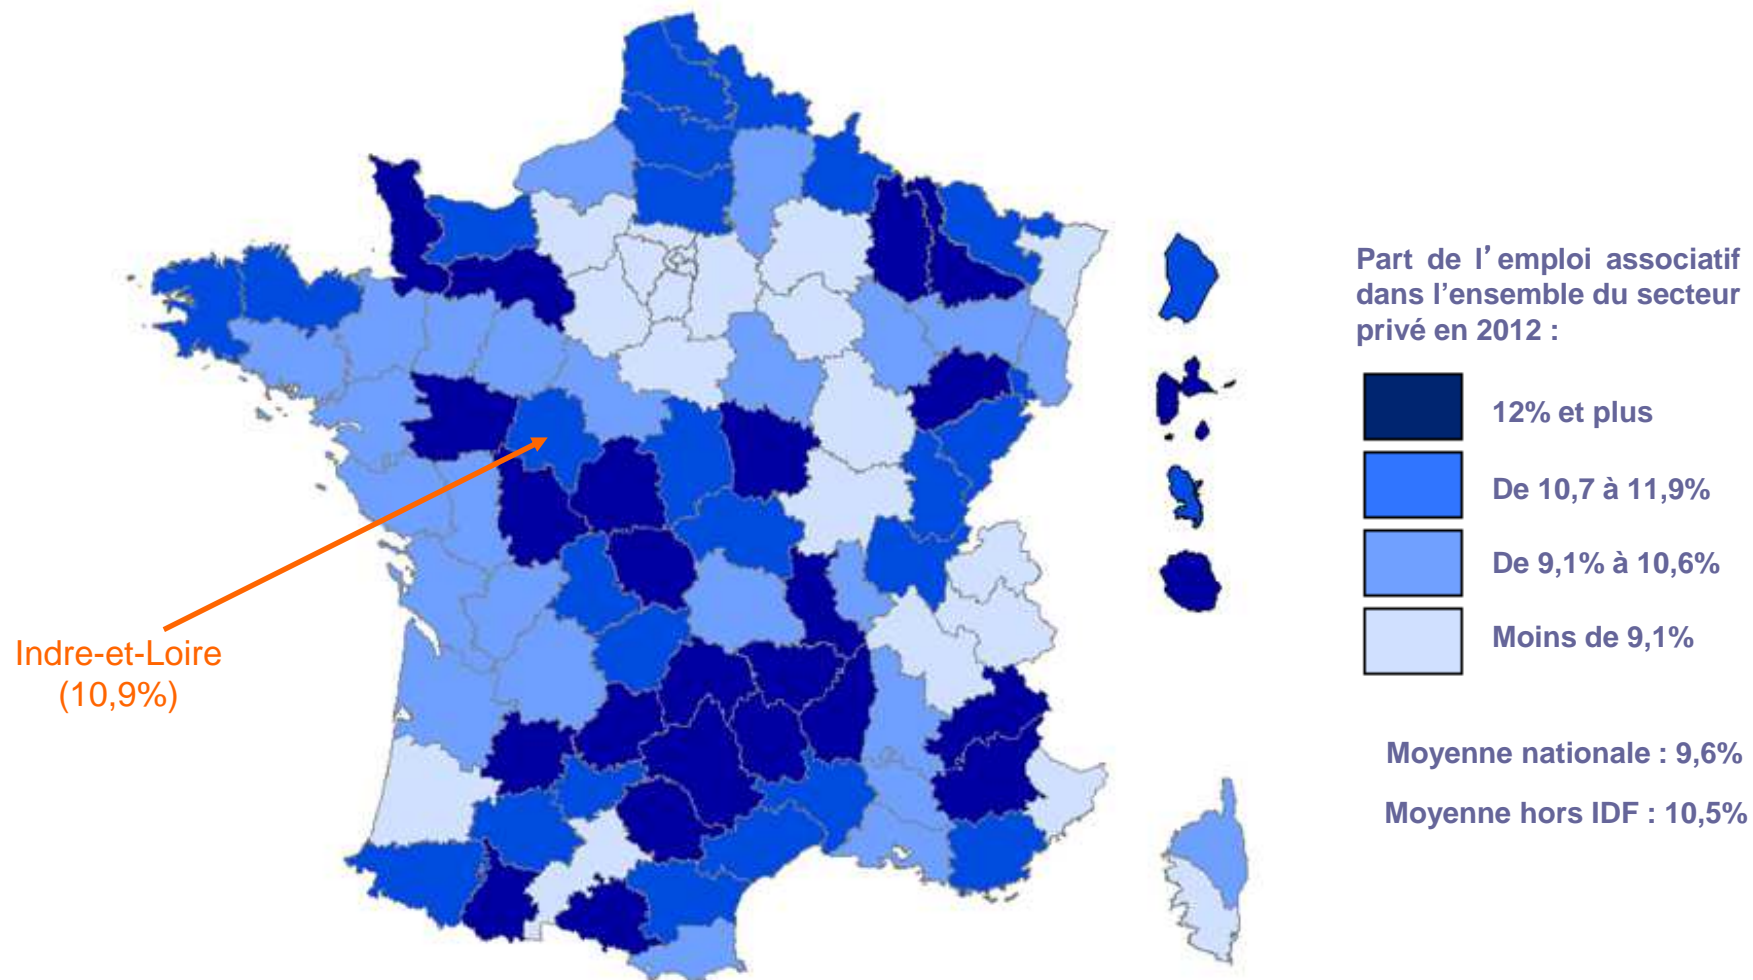 Indre-et-Loire
(10,9%)
Part de l’emploi associatif
dans l'ensemble du secteur
privé en 2012 :
12% et plus
De 10,7 à 11,9%
De 9,1% à 10,6%
Moins de 9,1%
Moyenne nationale : 9,6%
Moyenne hors IDF : 10,5%